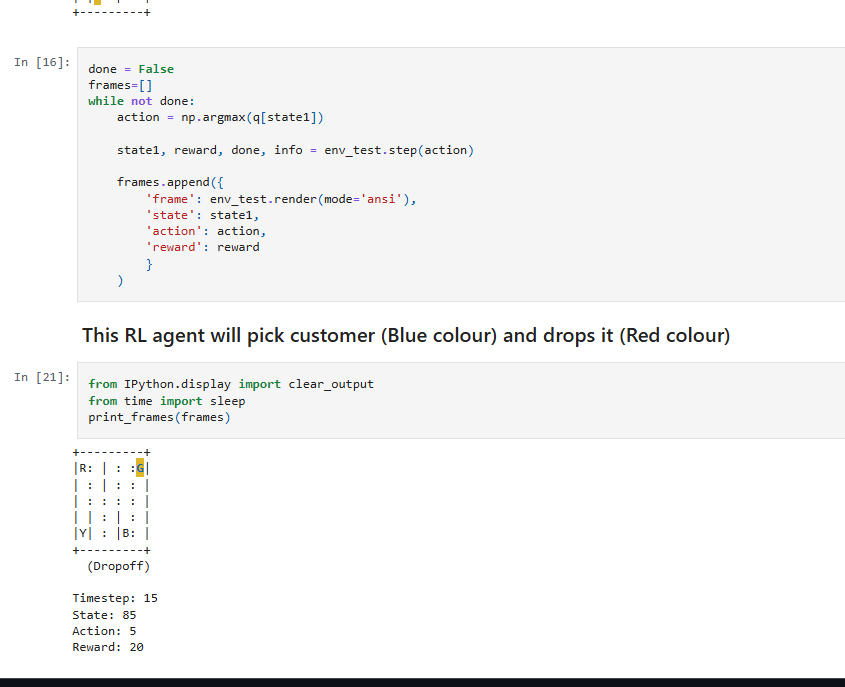 +---------+
In [16]:
done = False
frames=[]
while not done:
    action = np.argmax(q[state1])
    state1, reward, done, info = env_test.step(action)
    frames.append({
        'frame': env_test.render(mode='ansi'),
        'state': state1,
        'action': action,
        'reward': reward
        }
    )
This RL agent will pick customer (Blue colour) and drops it (Red colour)
In [21]:
from IPython.display import clear_output
from time import sleep
print_frames(frames)
+---------+
|R: | : :G|
| : | : : |
| : : : : |
| | : | : |
|Y| : |B: |
+---------+
  (Dropoff)
Timestep: 15
State: 85
Action: 5
Reward: 20